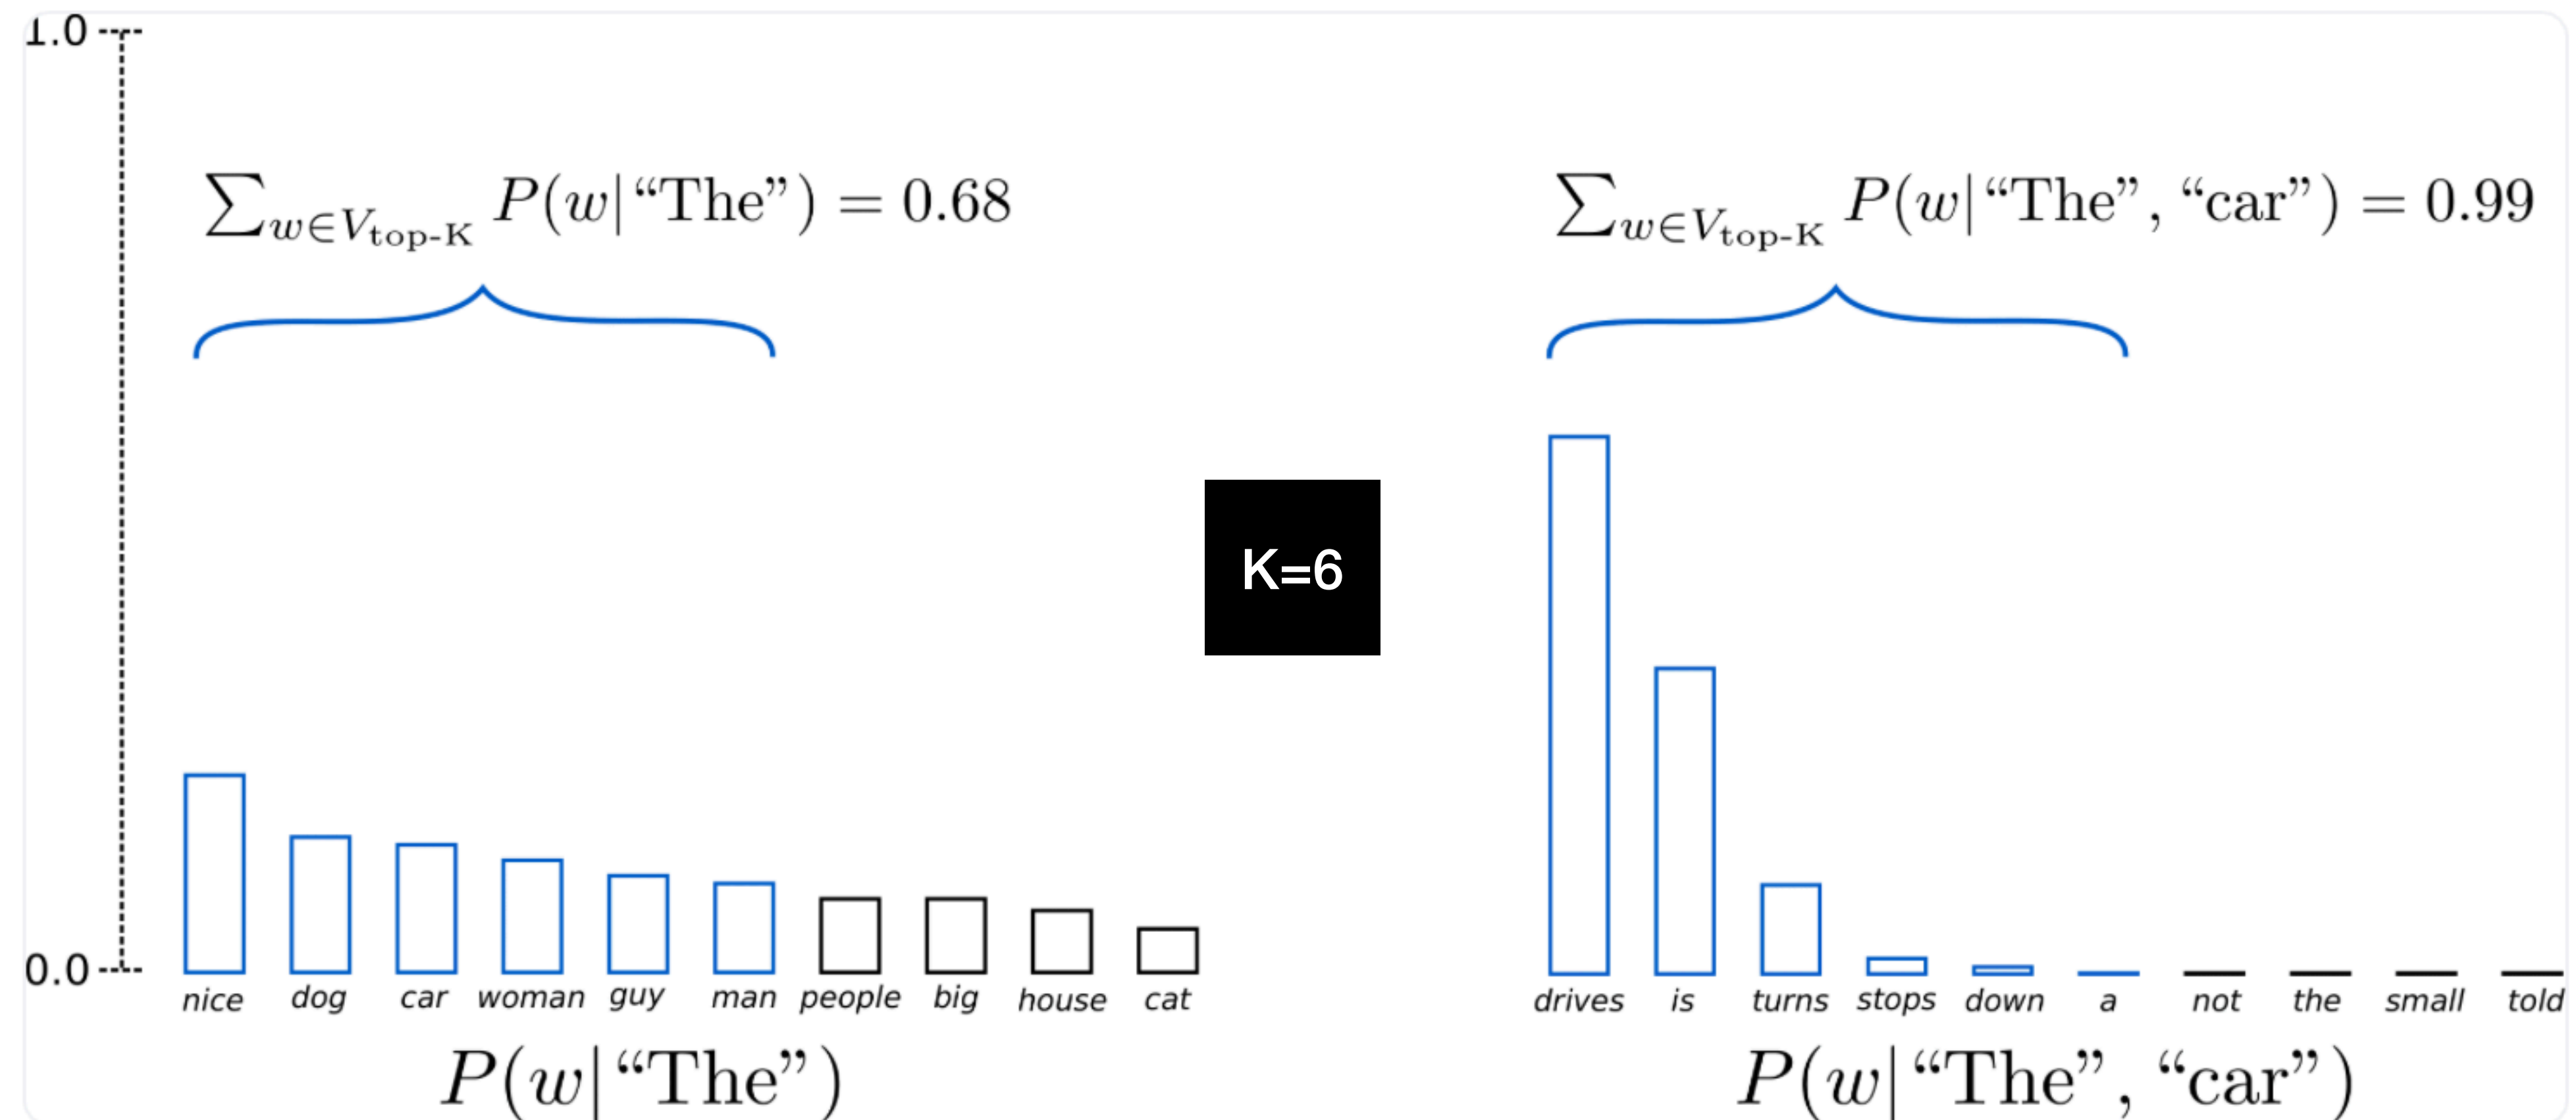 1.0
∑w∈Vtop-K P(w|“The”) = 0.68
∑w∈Vtop-K P(w|“The”, “car”) = 0.99
K=6
0.0
nice dog car woman guy man people big house cat
drives is turns stops down a not the small told
P(w|“The”)
P(w|“The”, “car”)